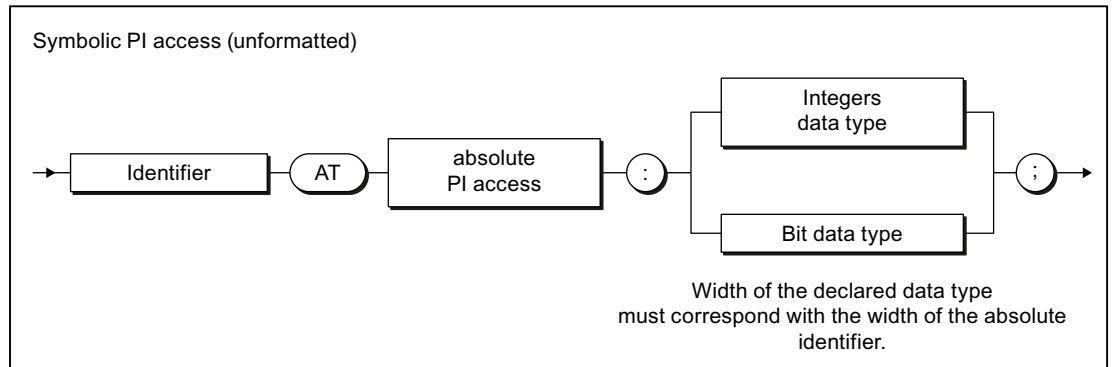 Symbolic PI access (unformatted)
Integers
data type
Identifier
AT
absolute
PI access
:
;
Bit data type
Width of the declared data type
must correspond with the width of the absolute
identifier.